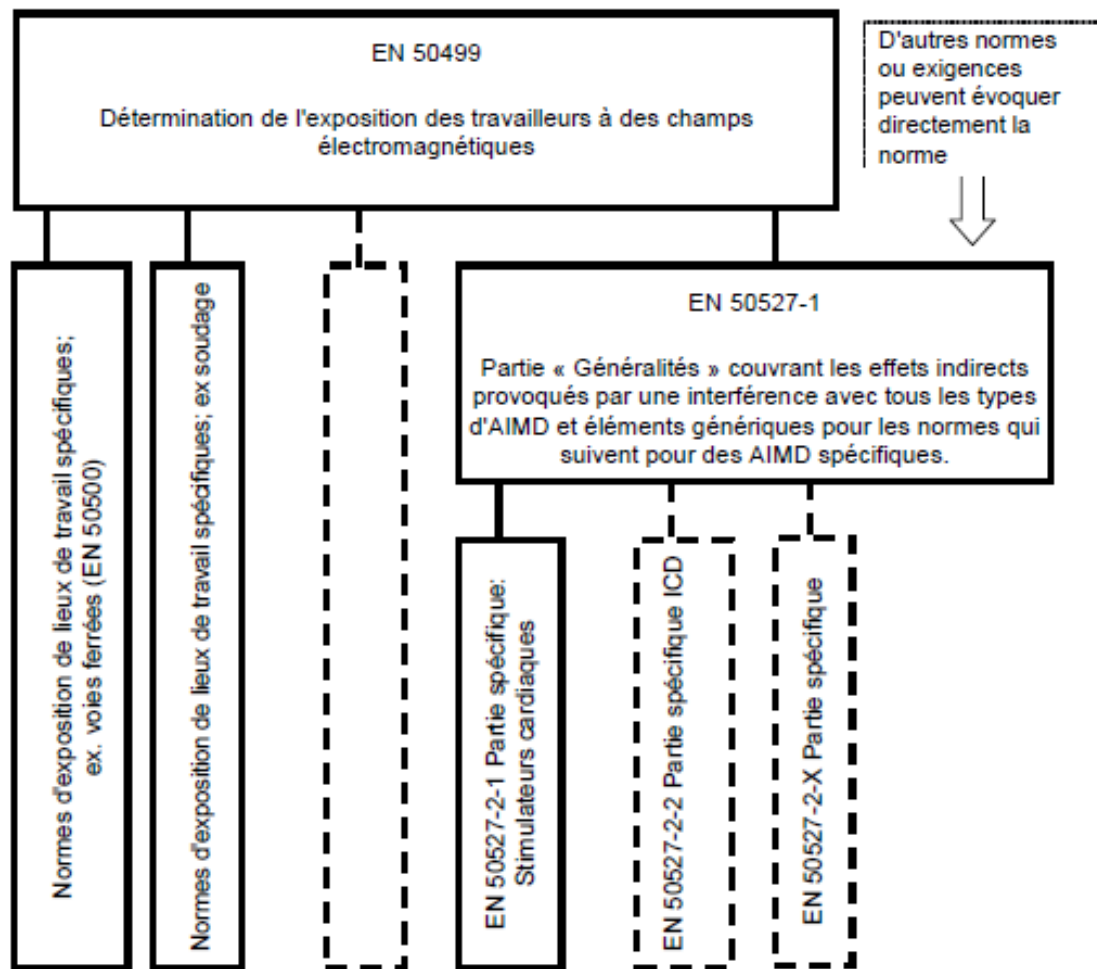 EN 50499
Détermination de l'exposition des travailleurs à des champs
électromagnétiques
D'autres normes
ou exigences
peuvent évoquer
directement la
norme
Normes d'exposition de lieux de travail spécifiques;
ex. voies ferrées (EN 50500)
Normes d'exposition de lieux de travail spécifiques; ex soudage
EN 50527-1
Partie « Généralités » couvrant les effets indirects
provoqués par une interférence avec tous les types
d'AIMD et éléments génériques pour les normes qui
suivent pour des AIMD spécifiques.
EN 50527-2-1 Partie spécifique:
Stimulateurs cardiaques
EN 50527-2-2 Partie spécifique ICD
EN 50527-2-X Partie spécifique